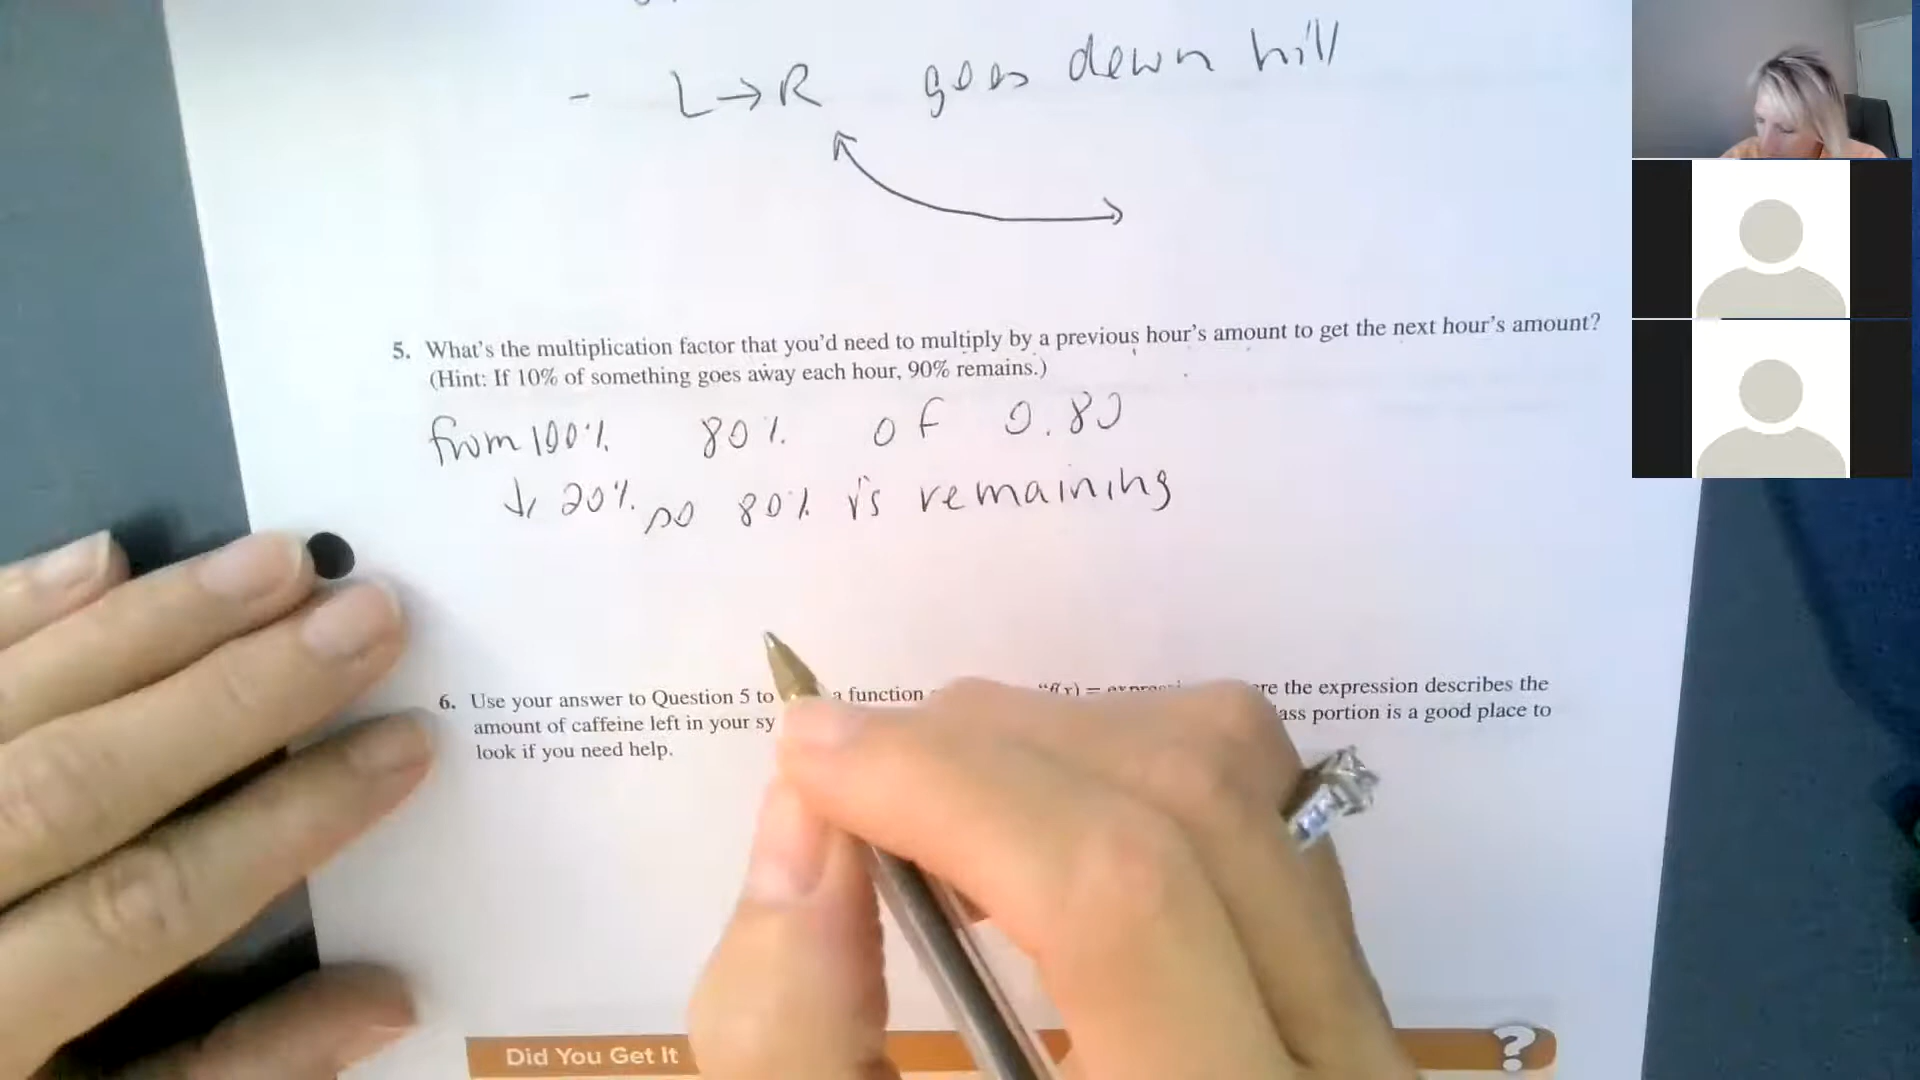 - L→R goes down hill
5. What's the multiplication factor that you'd need to multiply by a previous hour's amount to get the next hour's amount?
(Hint: If 10% of something goes away each hour, 90% remains.)
from 100% 80% of 0.80
↓ 20% so 80% is remaining
6. Use your answer to Question 5 to a function "f(x) = the expression describes the
amount of caffeine left in your portion is a good place to
look if you need help.
Did You Get It ?